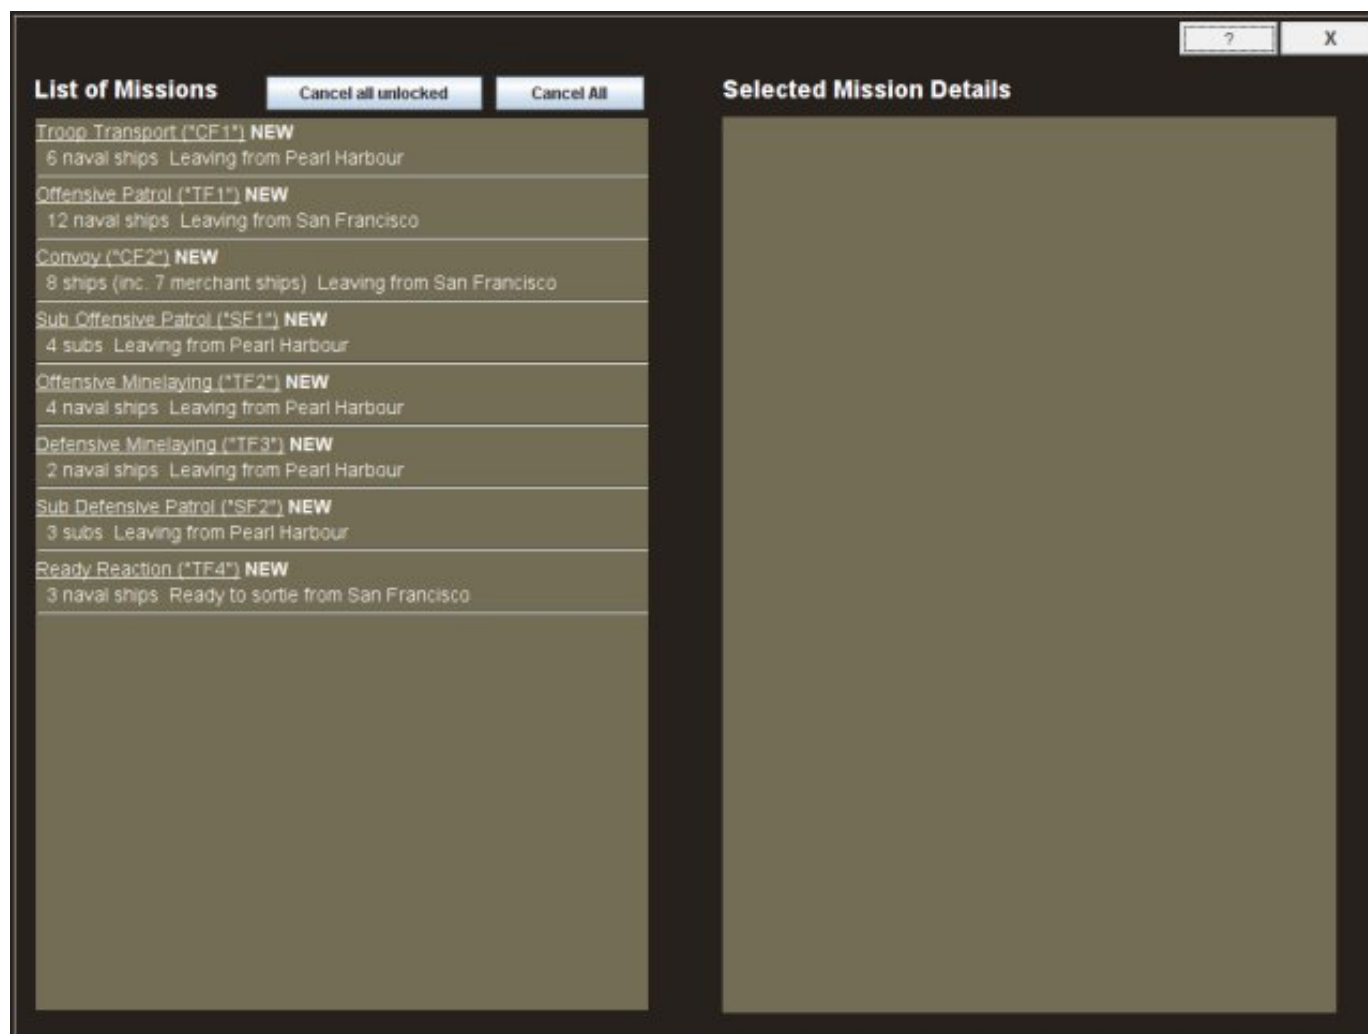 ?
X
List of Missions
Cancel all unlocked
Cancel All
Selected Mission Details
Troop Transport ("CF1") NEW
6 naval ships Leaving from Pearl Harbour
Offensive Patrol ("TF1") NEW
12 naval ships Leaving from San Francisco
Convoy ("CF2") NEW
8 ships (inc. 7 merchant ships) Leaving from San Francisco
Sub Offensive Patrol ("SF1") NEW
4 subs Leaving from Pearl Harbour
Offensive Minelaying ("TF2") NEW
4 naval ships Leaving from Pearl Harbour
Defensive Minelaying ("TF3") NEW
2 naval ships Leaving from Pearl Harbour
Sub Defensive Patrol ("SF2") NEW
3 subs Leaving from Pearl Harbour
Ready Reaction ("TF4") NEW
3 naval ships Ready to sortie from San Francisco